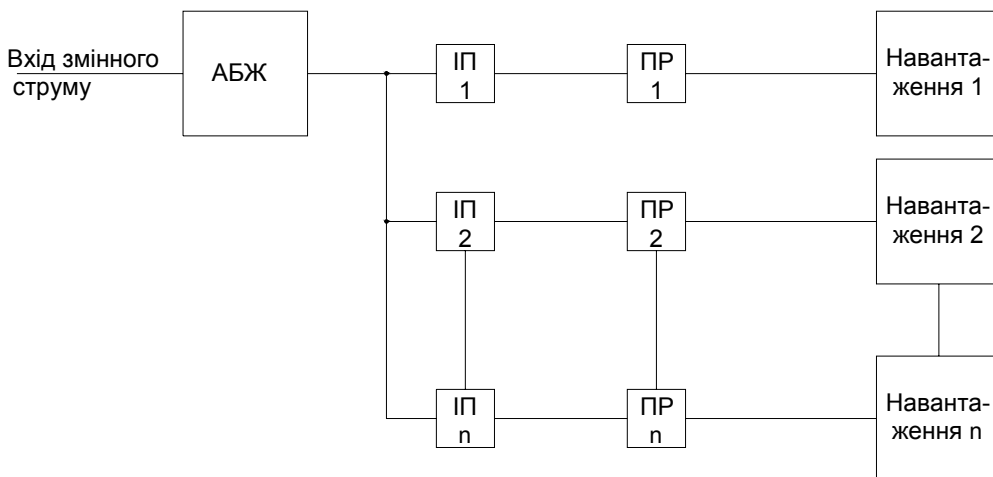 Вхід змінного
струму
АБЖ
ІП
1
ПР
1
Наванта-
ження 1
ІП
2
ПР
2
Наванта-
ження 2
ІП
n
ПР
n
Наванта-
ження n